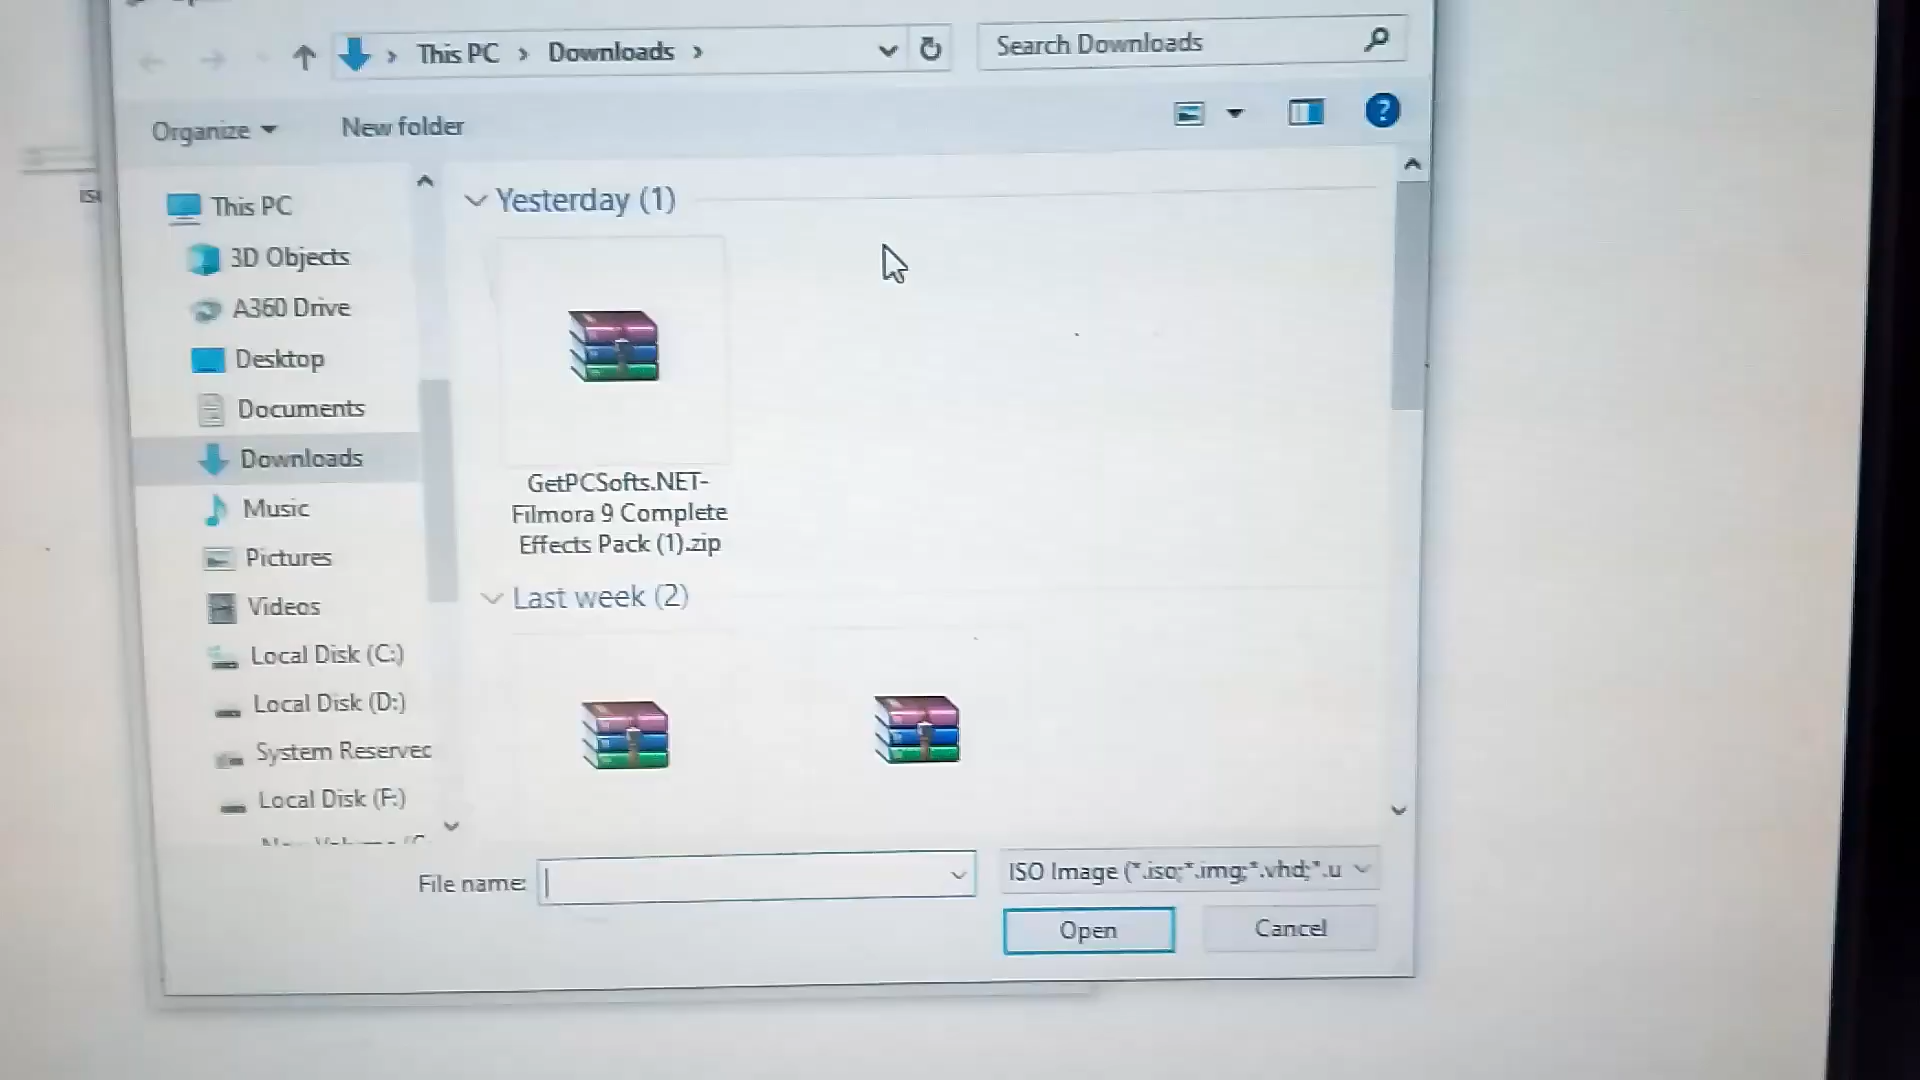 This PC > Downloads >
Search Downloads
Organize
New folder
This PC
3D Objects
A360 Drive
Desktop
Documents
Downloads
Music
Pictures
Videos
Local Disk (C:)
Local Disk (D:)
System Reserved
Local Disk (F:)
Yesterday (1)
GetPCSofts.NET-
Filmora 9 Complete
Effects Pack (1).zip
Last week (2)
File name:
ISO Image (*.iso;*.img;*.vhd;*.u
Open
Cancel